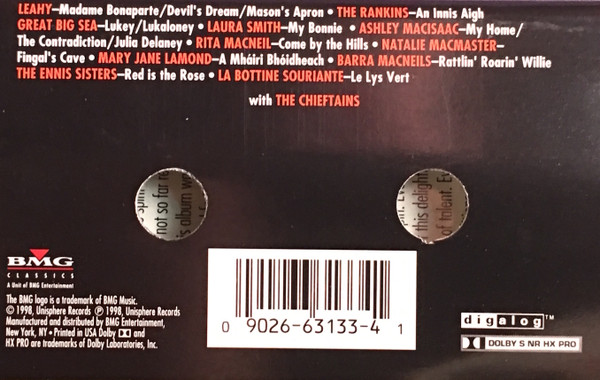 LEAHY–Madame Bonaparte/Devil's Dream/Mason's Apron • THE RANKINS–An Innis Aigh
GREAT BIG SEA–Lukey/Lukaloney • LAURA SMITH–My Bonnie • ASHLEY MACISAAC–My Home/
The Contradiction/Julia Delaney • RITA MACNEIL–Come by the Hills • NATALIE MACMASTER–
Fingal's Cave • MARY JANE LAMOND–A Mháiri Bhóidheach • BARRA MACNEILS–Rattlin' Roarin' Willie
THE ENNIS SISTERS–Red is the Rose • LA BOTTINE SOURIANTE–Le Lys Vert
with THE CHIEFTAINS
not so far
's album
this delight
of talent. E
BMG
CLASSICS
A Unit of BMG Entertainment
The BMG logo is a trademark of BMG Music.
© 1998, Unisphere Records ℗ 1998, Unisphere Records
Manufactured and distributed by BMG Entertainment,
New York, NY • Printed in USA Dolby and
HX PRO are trademarks of Dolby Laboratories, Inc.
0 9026-63133-4 1
digalog™
DOLBY S NR HX PRO